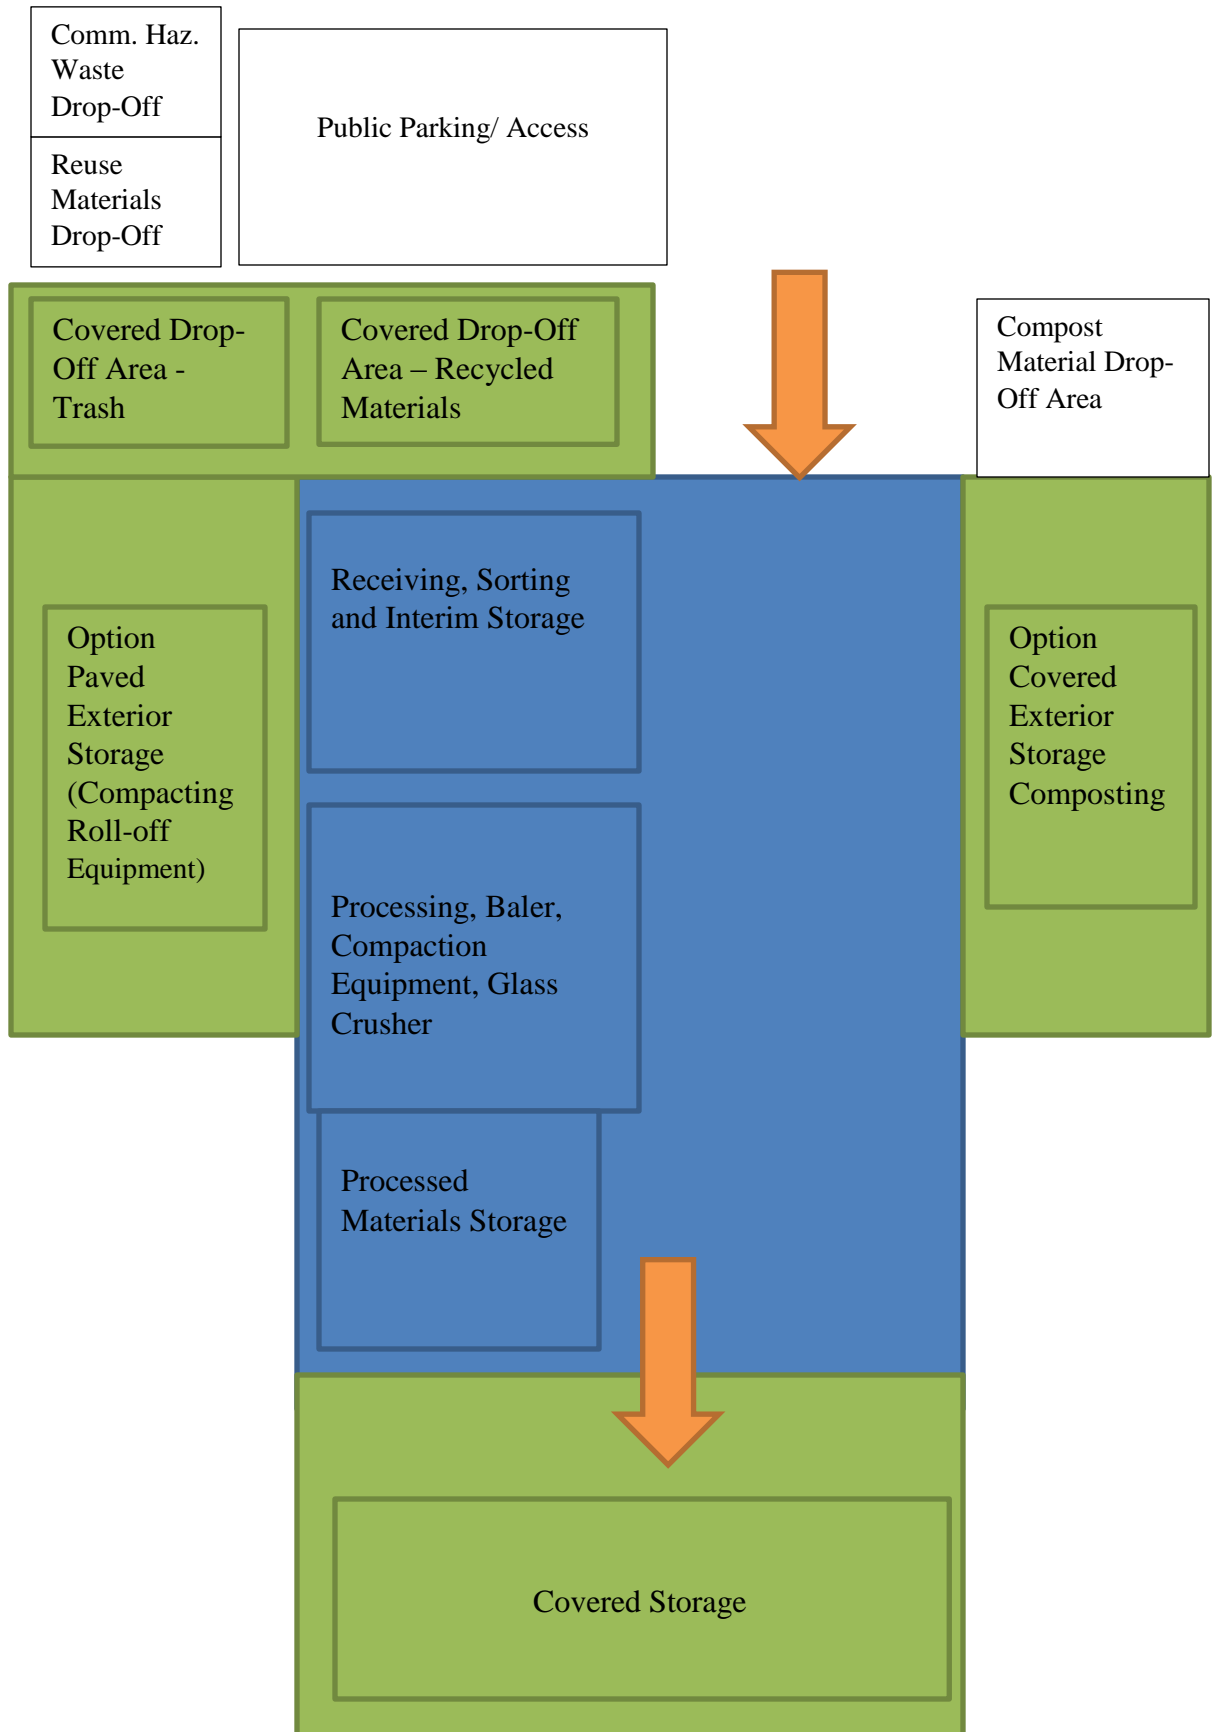 Comm. Haz.
Waste
Drop-Off
Reuse
Materials
Drop-Off
Public Parking/ Access
Covered Drop-
Off Area -
Trash
Covered Drop-Off
Area – Recycled
Materials
Compost
Material Drop-
Off Area
Option
Paved
Exterior
Storage
(Compacting
Roll-off
Equipment)
Receiving, Sorting
and Interim Storage
Processing, Baler,
Compaction
Equipment, Glass
Crusher
Processed
Materials Storage
Option
Covered
Exterior
Storage
Composting
Covered Storage